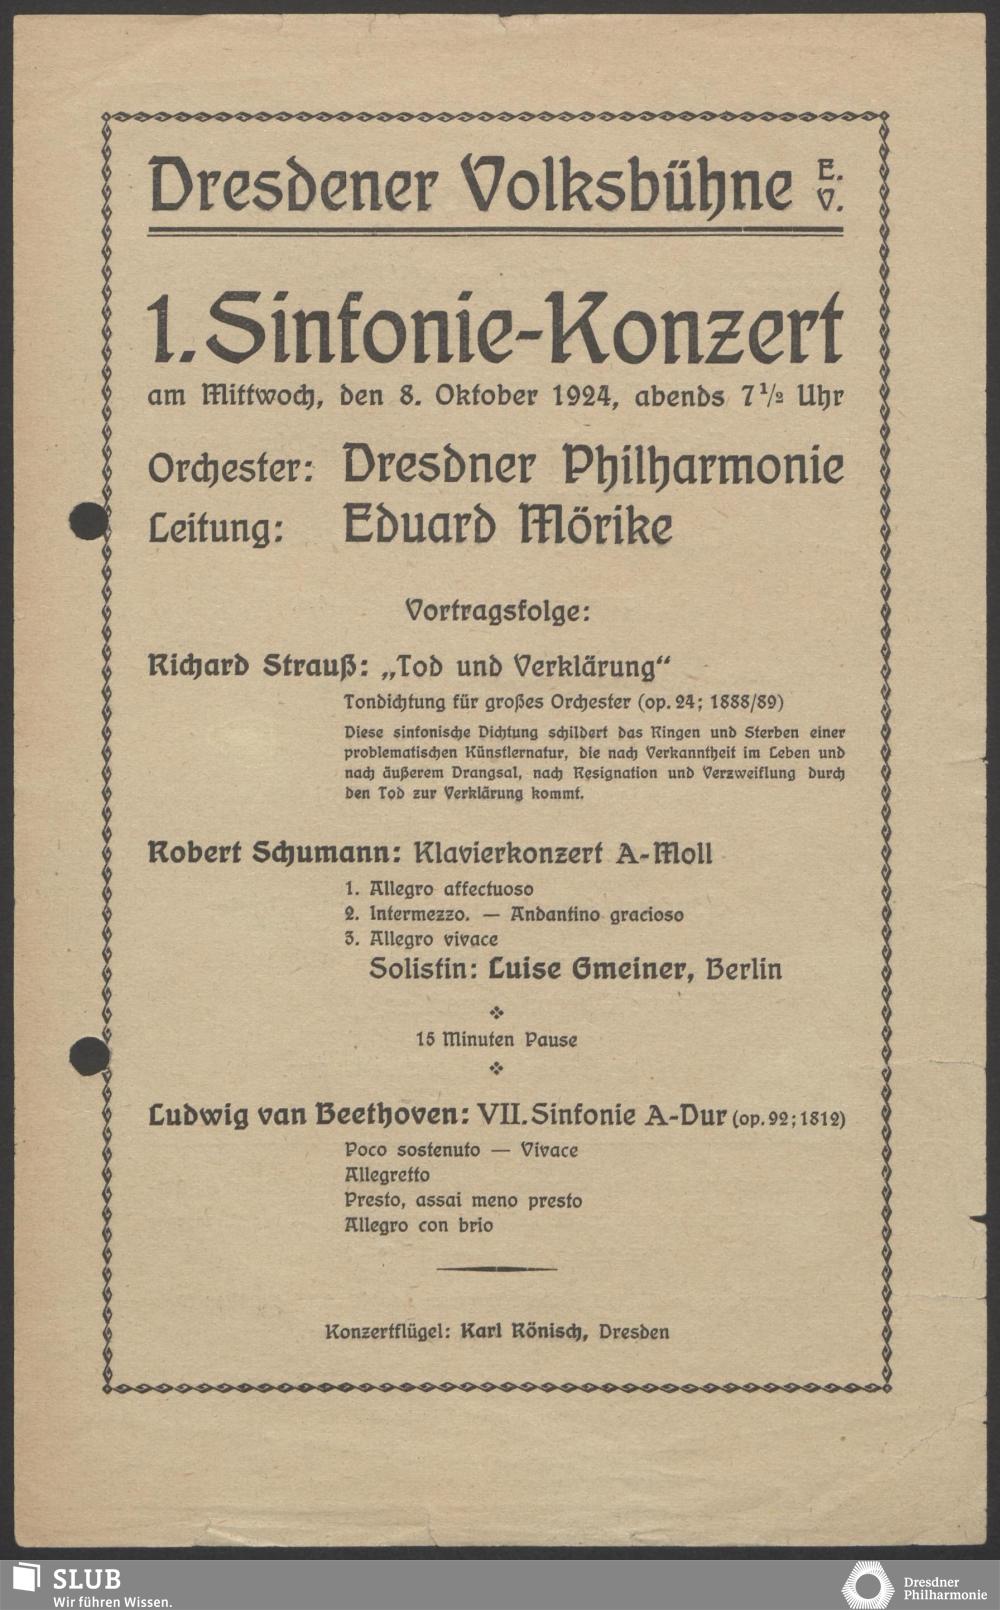 Dresdener Volksbühne E. V.
1. Sinfonie-Konzert
am Mittwoch, den 8. Oktober 1924, abends 7 1/2 Uhr
Orchester: Dresdner Philharmonie
Leitung: Eduard Mörike
Vortragsfolge:
Richard Strauß: „Tod und Verklärung“
Tondichtung für großes Orchester (op. 24; 1888/89)
Diese sinfonische Dichtung schildert das Ringen und Sterben einer
problematischen Künstlernatur, die nach Verkanntheit im Leben und
nach äußerem Drangsal, nach Resignation und Verzweiflung durch
den Tod zur Verklärung kommt.
Robert Schumann: Klavierkonzert A-Moll
1. Allegro affectuoso
2. Intermezzo. — Andantino gracioso
3. Allegro vivace
Solistin: Luise Gmeiner, Berlin
15 Minuten Pause
Ludwig van Beethoven: VII. Sinfonie A-Dur (op. 92; 1812)
Poco sostenuto — Vivace
Allegretto
Presto, assai meno presto
Allegro con brio
Konzertflügel: Karl Rönisch, Dresden
SLUB
Wir führen Wissen.
Dresdner
Philharmonie